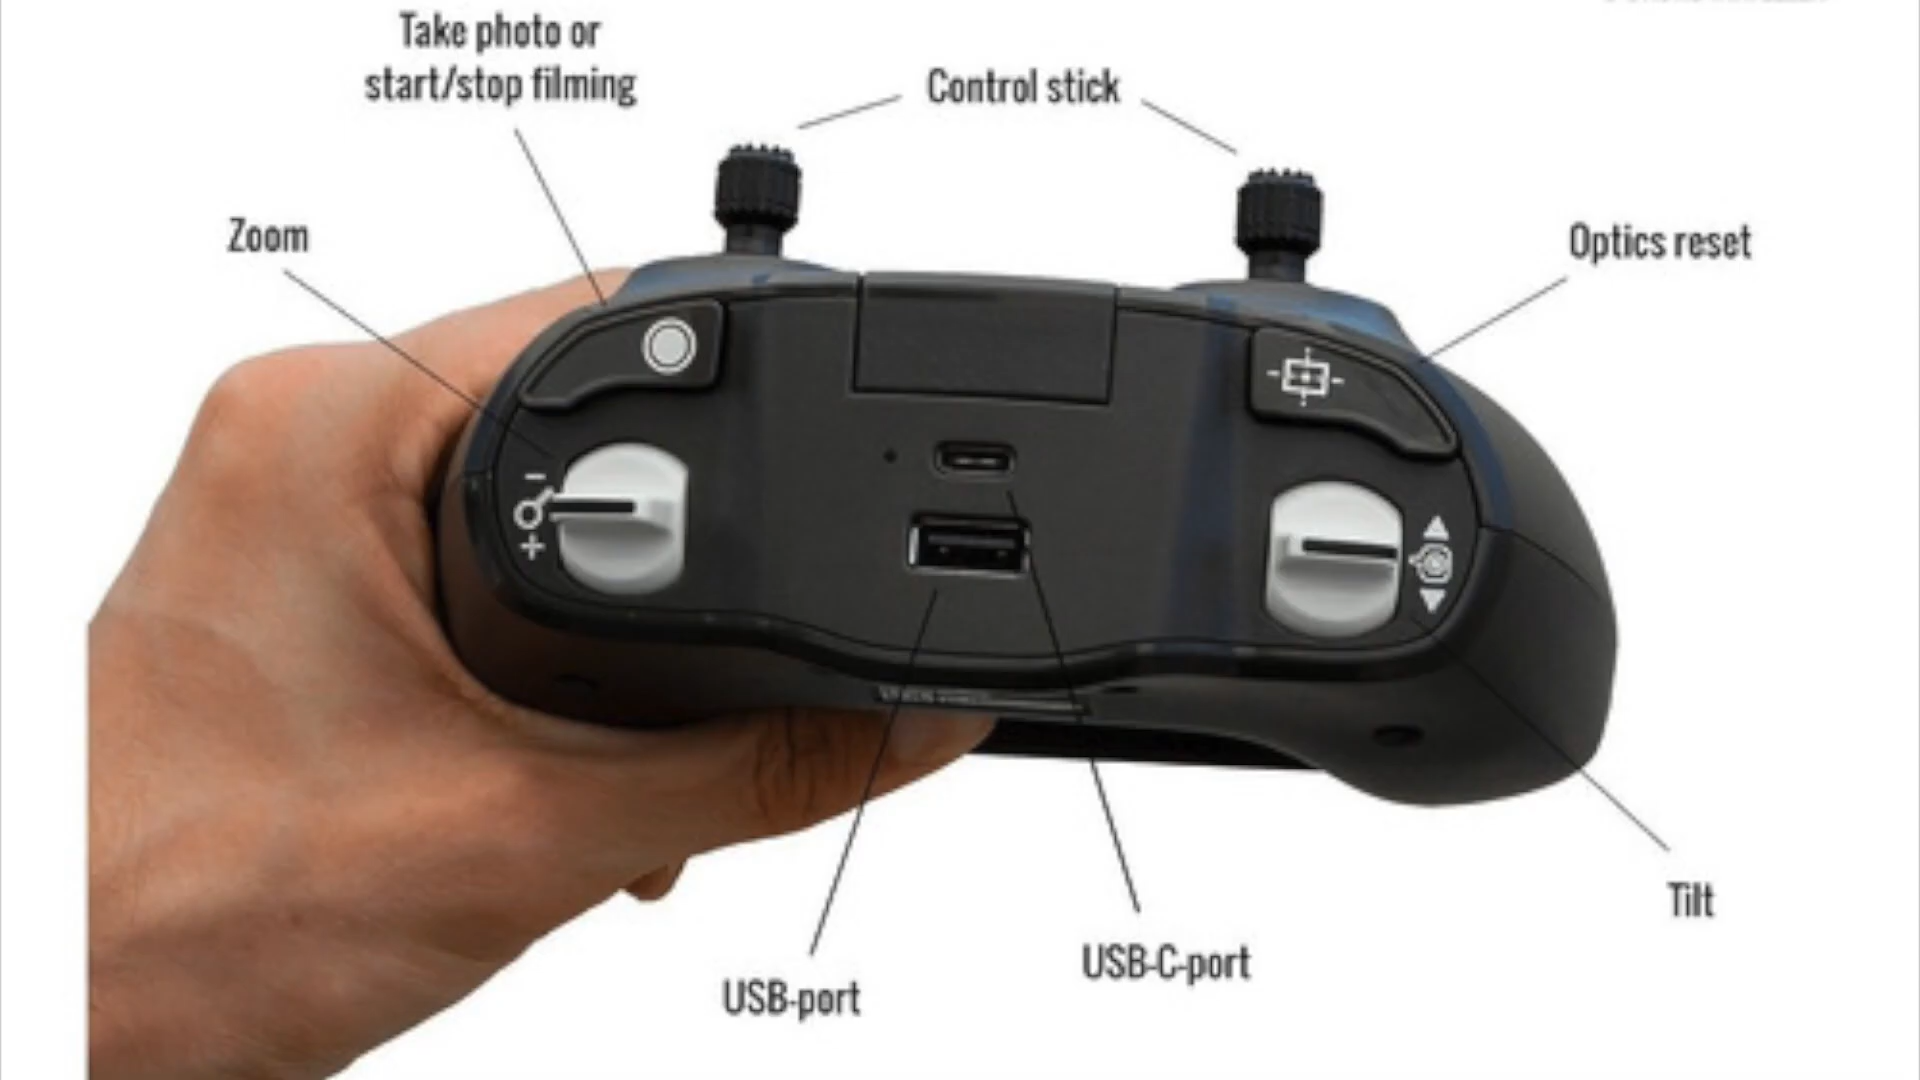 Take photo or
start/stop filming
Control stick
Zoom
Optics reset
Tilt
USB-C-port
USB-port